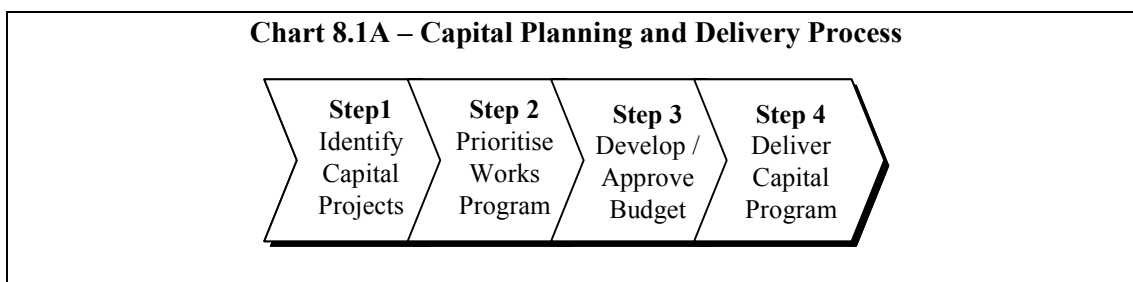 Chart 8.1A – Capital Planning and Delivery Process
Step1
Identify
Capital
Projects
Step 2
Prioritise
Works
Program
Step 3
Develop /
Approve
Budget
Step 4
Deliver
Capital
Program